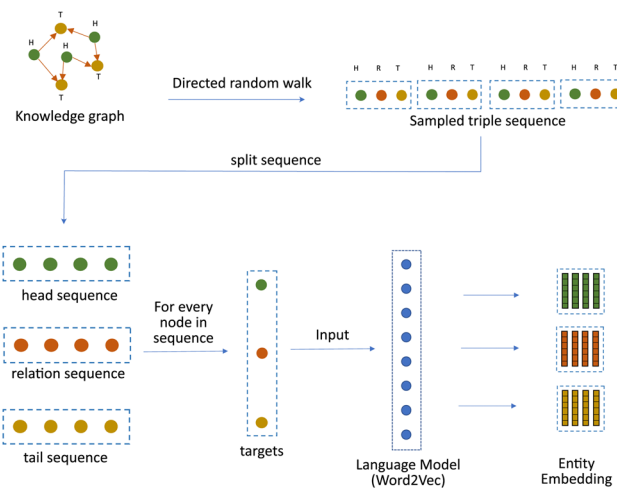 T
H
H
H
T
T
Knowledge graph
Directed random walk
H R T H R T H R T H R T
Sampled triple sequence
split sequence
head sequence
relation sequence
tail sequence
For every
node in
sequence
targets
Input
Language Model
(Word2Vec)
Entity
Embedding